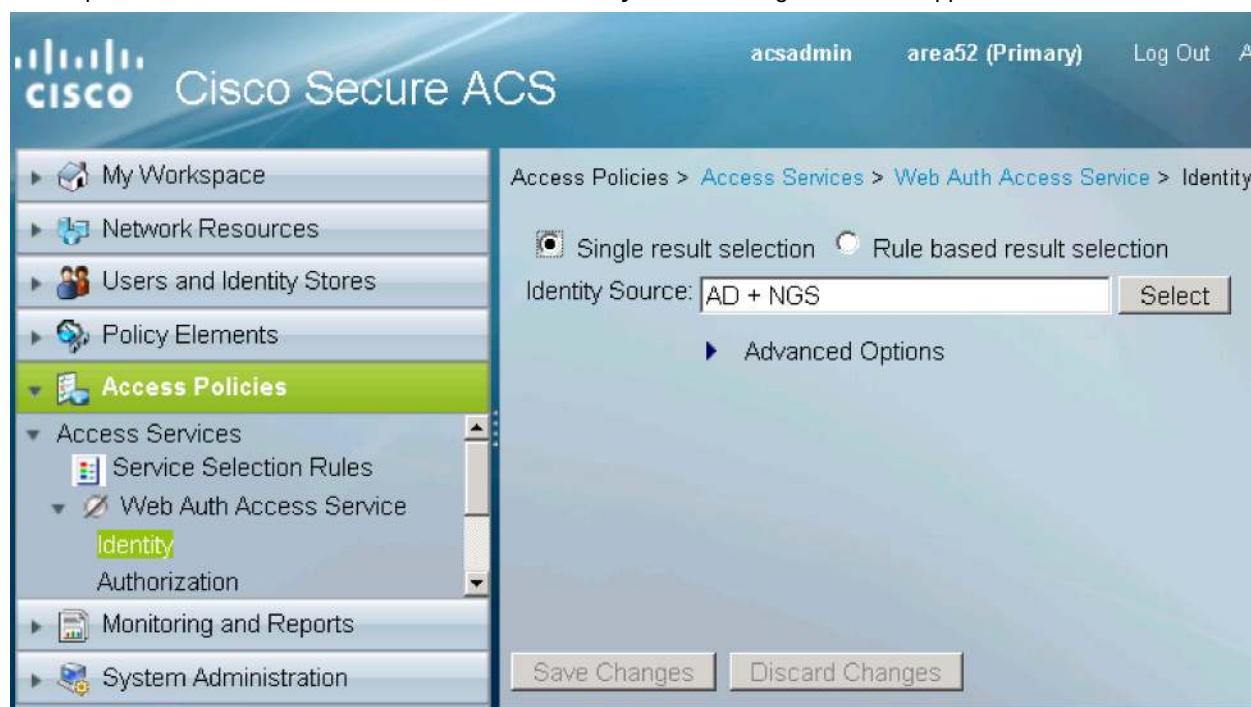 acsadmin area52 (Primary) Log Out
CISCO Cisco Secure ACS
My Workspace
Network Resources
Users and Identity Stores
Policy Elements
Access Policies
Access Services
Service Selection Rules
Web Auth Access Service
Identity
Authorization
Monitoring and Reports
System Administration
Access Policies > Access Services > Web Auth Access Service > Identity
Single result selection Rule based result selection
Identity Source: AD + NGS Select
Advanced Options
Save Changes Discard Changes